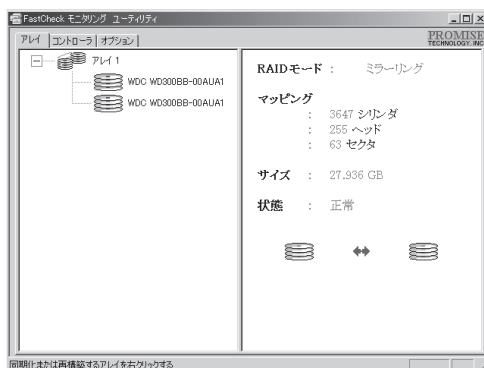 FastCheck モニタリング ユーティリティ
アレイ コントローラ オプション
PROMISE
TECHNOLOGY, INC
アレイ 1
WDC WD300BB-00AUA1
WDC WD300BB-00AUA1
RAIDモード : ミラーリング
マッピング
: 3647 シリンダ
: 255 ヘッド
: 63 セクタ
サイズ : 27.936 GB
状態 : 正常
同期化または再構築するアレイを右クリックする